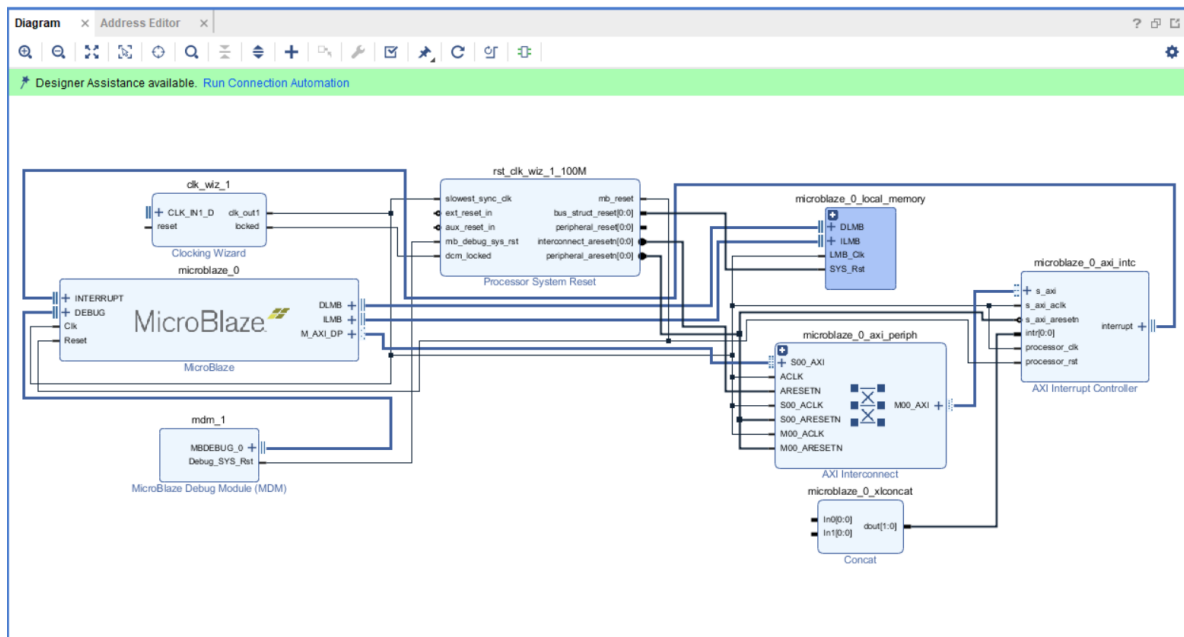 Diagram × Address Editor ×
Designer Assistance available. Run Connection Automation
clk_wiz_1
CLK_IN1_D clk_out1
reset locked
Clocking Wizard
rst_clk_wiz_1_100M
slowest_sync_clk mb_reset
ext_reset_in bus_struct_reset[0:0]
aux_reset_in peripheral_reset[0:0]
mb_debug_sys_rst interconnect_aresetn[0:0]
dcm_locked peripheral_aresetn[0:0]
Processor System Reset
microblaze_0_local_memory
DLMB
ILMB
LMB_Clk
SYS_Rst
microblaze_0
INTERRUPT
DEBUG
Clk
Reset
MicroBlaze
DLMB
ILMB
M_AXI_DP
MicroBlaze
microblaze_0_axi_intc
s_axi
s_axi_aclk
s_axi_aresetn
intr[0:0]
processor_clk
processor_rst
interrupt
AXI Interrupt Controller
microblaze_0_axi_periph
S00_AXI
ACLK
ARESETN
S00_ACLK
S00_ARESETN
M00_ACLK
M00_ARESETN
M00_AXI
AXI Interconnect
mdm_1
MBDEBUG_0
Debug_SYS_Rst
MicroBlaze Debug Module (MDM)
microblaze_0_xlconcat
In0[0:0]
In1[0:0]
dout[1:0]
Concat